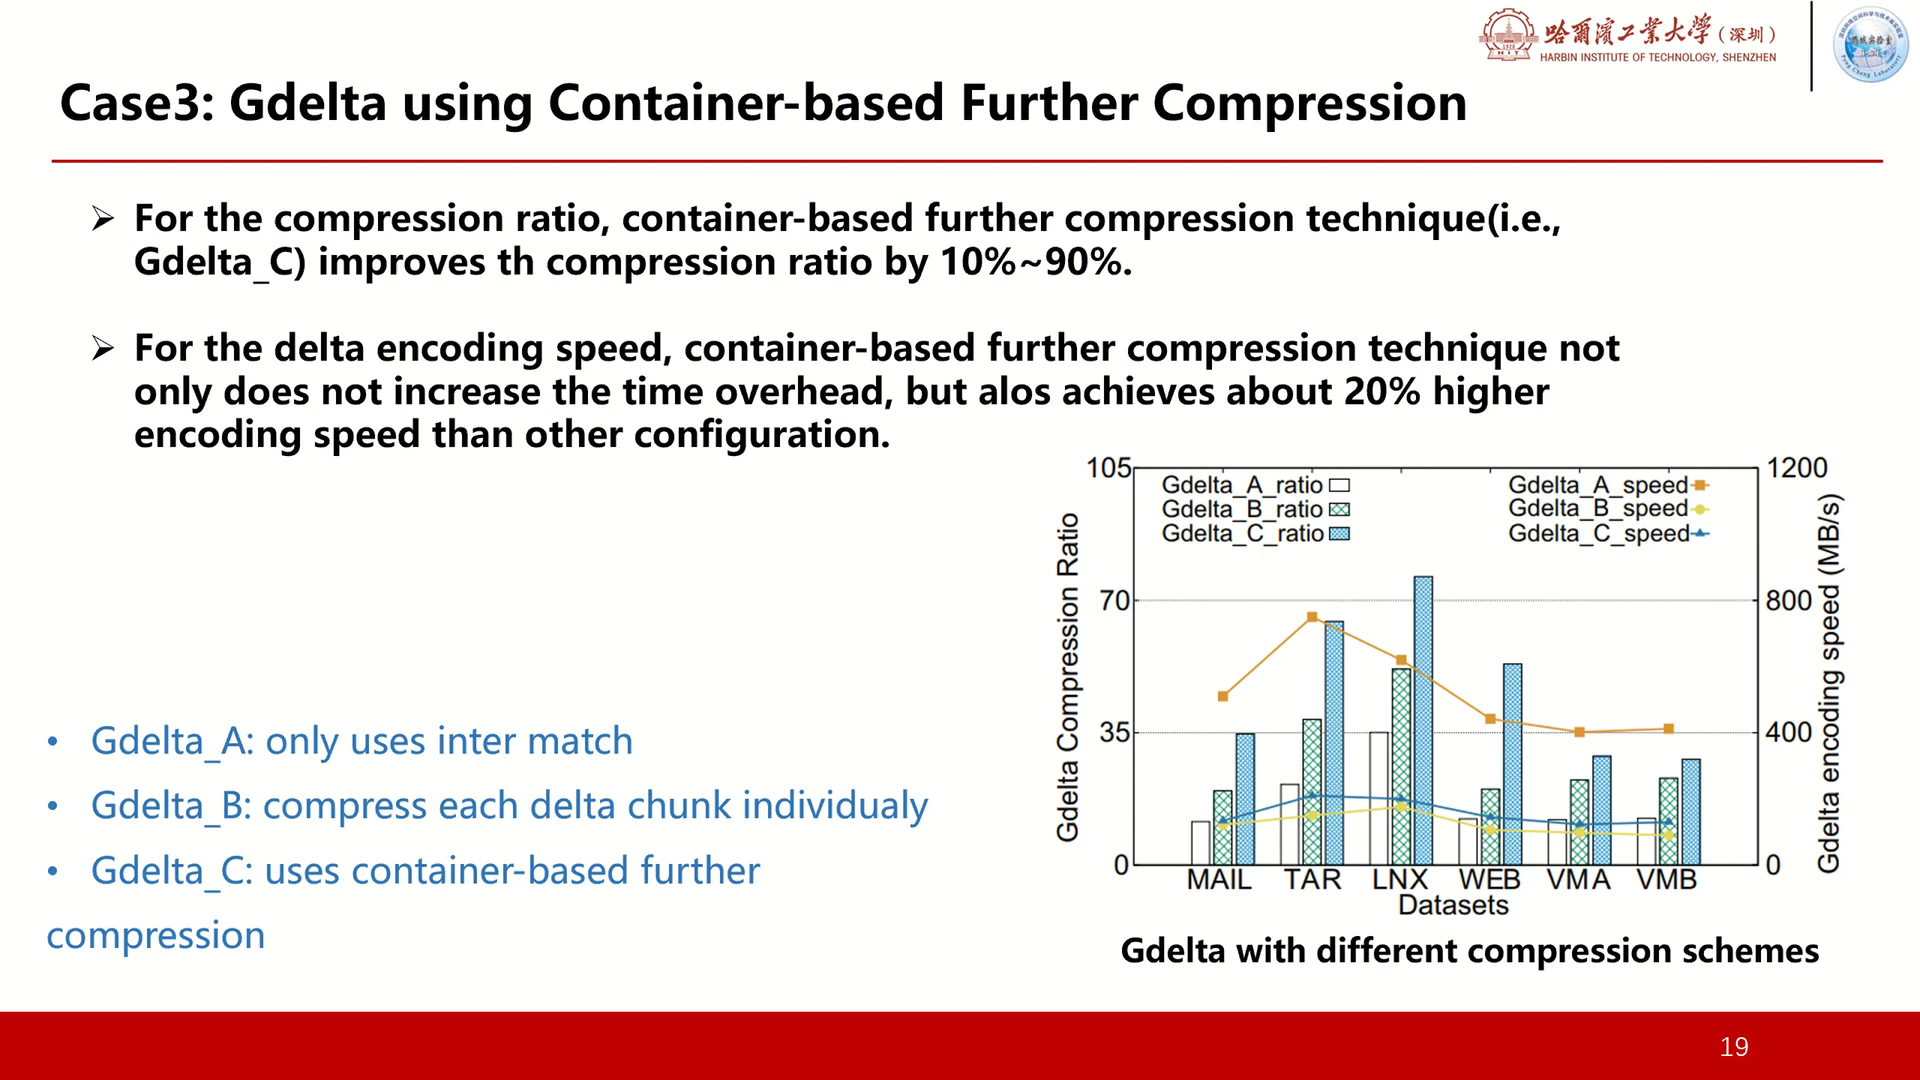 哈爾濱工業大學(深圳)
HARBIN INSTITUTE OF TECHNOLOGY, SHENZHEN
Case3: Gdelta using Container-based Further Compression
➢ For the compression ratio, container-based further compression technique(i.e.,
Gdelta_C) improves th compression ratio by 10%~90%.
➢ For the delta encoding speed, container-based further compression technique not
only does not increase the time overhead, but alos achieves about 20% higher
encoding speed than other configuration.
• Gdelta_A: only uses inter match
• Gdelta_B: compress each delta chunk individualy
• Gdelta_C: uses container-based further
compression
Gdelta Compression Ratio
105
70
35
0
Gdelta_A_ratio
Gdelta_B_ratio
Gdelta_C_ratio
Gdelta_A_speed
Gdelta_B_speed
Gdelta_C_speed
1200
800
400
0
Gdelta encoding speed (MB/s)
MAIL TAR LNX WEB VMA VMB
Datasets
Gdelta with different compression schemes
19